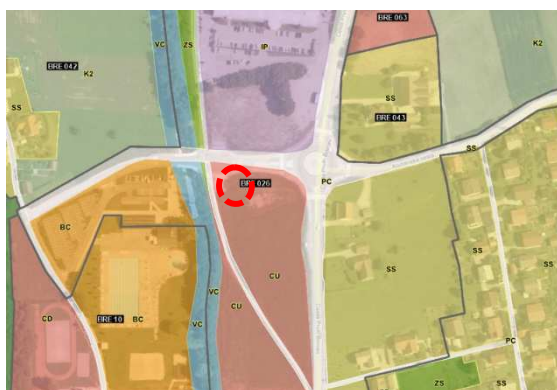 BRE 063
VC
ZS
IP
K2
BRE 042
K2
SS
SS
BRE 043
SS
PC
BRE 026
BC
SS
CU
VC
CU
SS
CD
BRE 10
BC
VC
PC
ZS
SS